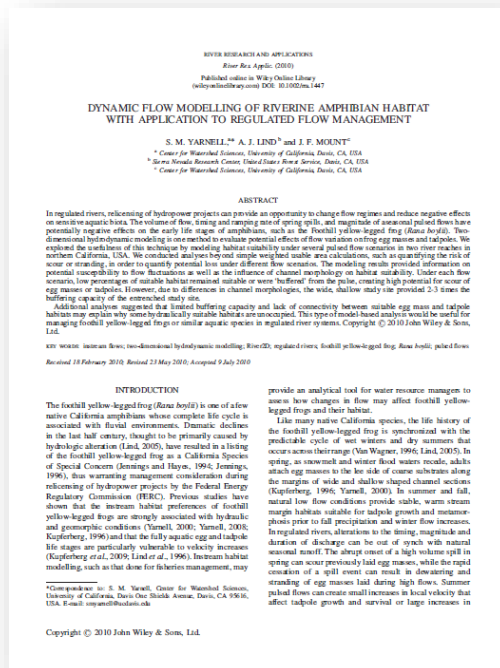 RIVER RESEARCH AND APPLICATIONS
River Res. Applic. (2010)
Published online in Wiley Online Library
(wileyonlinelibrary.com) DOI: 10.1002/rra.1447
DYNAMIC FLOW MODELLING OF RIVERINE AMPHIBIAN HABITAT
WITH APPLICATION TO REGULATED FLOW MANAGEMENT
S. M. YARNELL,a* A. J. LIND b and J. F. MOUNT c
a Center for Watershed Sciences, University of California, Davis, CA, USA
b Sierra Nevada Research Center, United States Forest Service, Davis, CA, USA
c Center for Watershed Sciences, University of California, Davis, CA, USA
ABSTRACT
In regulated rivers, relicensing of hydropower projects can provide an opportunity to change flow regimes and reduce negative effects
on sensitive aquatic biota. The volume of flow, timing and ramping rate of spring spills, and magnitude of aseasonal pulsed flows have
potentially negative effects on the early life stages of amphibians, such as the Foothill yellow-legged frog (Rana boylii). Two-
dimensional hydrodynamic modeling is one method to evaluate potential effects of flow variation on frog egg masses or tadpoles. We
explored the usefulness of this technique by modeling habitat suitability under several pulsed flow scenarios in two river reaches in
northern California, USA. We conducted analyses beyond simple weighted usable area calculations, such as quantifying the risk of
scour or stranding, in order to quantify potential loss under different flow scenarios. The modeling results provided information on
potential susceptibility to flow fluctuations as well as the influence of channel morphology on habitat suitability. Under each flow
scenario, low percentages of suitable habitat remained suitable or were 'buffered' from the pulse, creating high potential for scour of
egg masses or tadpoles. However, due to differences in channel morphologies, the wide, shallow study site provided 2-3 times the
buffering capacity of the entrenched study site.
Additional analyses suggested that limited buffering capacity and lack of connectivity between suitable egg mass and tadpole
habitats may explain why some hydraulically suitable habitats are unoccupied. This type of model-based analysis would be useful for
managing foothill yellow-legged frogs or similar aquatic species in regulated river systems. Copyright © 2010 John Wiley & Sons,
Ltd.
KEY WORDS: instream flows; two-dimensional hydrodynamic modelling; River2D; regulated rivers; foothill yellow-legged frog; Rana boylii; pulsed flows
Received 18 February 2010; Revised 23 May 2010; Accepted 9 July 2010
INTRODUCTION
The foothill yellow-legged frog (Rana boylii) is one of a few
native California amphibians whose complete life cycle is
associated with fluvial environments. Dramatic declines
in the last half century, thought to be primarily caused by
hydrologic alteration (Lind, 2005), have resulted in a listing
of the foothill yellow-legged frog as a California Species
of Special Concern (Jennings and Hayes, 1994; Jennings,
1996), thus warranting management consideration during
relicensing of hydropower projects by the Federal Energy
Regulatory Commission (FERC). Previous studies have
shown that the instream habitat preferences of foothill
yellow-legged frogs are strongly associated with hydraulic
and geomorphic conditions (Yarnell, 2000; Yarnell, 2008;
Kupferberg, 1996) and that the fully aquatic egg and tadpole
life stages are particularly vulnerable to velocity increases
(Kupferberg et al., 2009; Lind et al., 1996). Instream habitat
modelling, such as that done for fisheries management, may
*Correspondence to: S. M. Yarnell, Center for Watershed Sciences,
University of California, Davis One Shields Avenue, Davis, CA 95616,
USA. E-mail: smyarnell@ucdavis.edu
provide an analytical tool for water resource managers to
assess how changes in flow may affect foothill yellow-
legged frogs and their habitat.
Like many native California species, the life history of
the foothill yellow-legged frog is synchronized with the
predictable cycle of wet winters and dry summers that
occurs across their range (Van Wagner, 1996; Lind, 2005). In
spring, as snowmelt and winter flood waters recede, adults
attach egg masses to the lee side of coarse substrates along
the margins of wide and shallow shaped channel sections
(Kupferberg, 1996; Yarnell, 2000). In summer and fall,
natural low flow conditions provide stable, warm stream
margin habitats suitable for tadpole growth and metamor-
phosis prior to fall precipitation and winter flow increases.
In regulated rivers, alterations to the timing, magnitude and
duration of discharge can be out of synch with natural
seasonal runoff. The abrupt onset of a high volume spill in
spring can scour previously laid egg masses, while the rapid
cessation of a spill event can result in dewatering and
stranding of egg masses laid during high flows. Summer
pulsed flows can create small increases in local velocity that
affect tadpole growth and survival or large increases in
Copyright © 2010 John Wiley & Sons, Ltd.